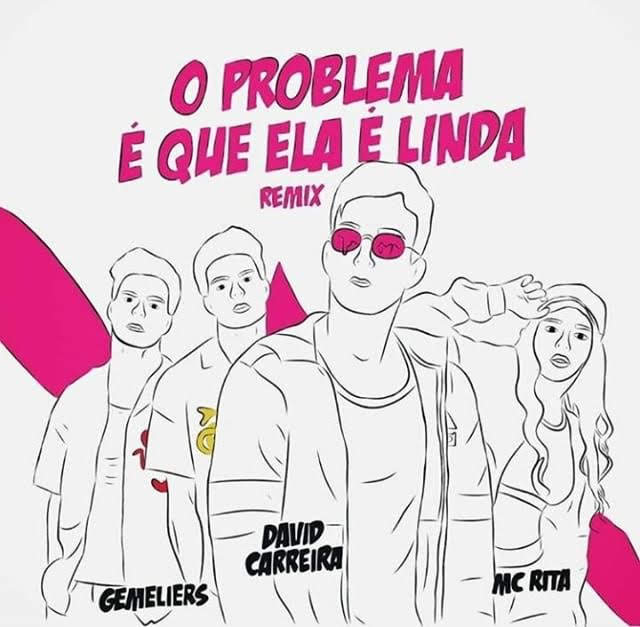 O PROBLEMA
É QUE ELA É LINDA
REMIX
DAVID
CARREIRA
GEMELIERS
MC RITA